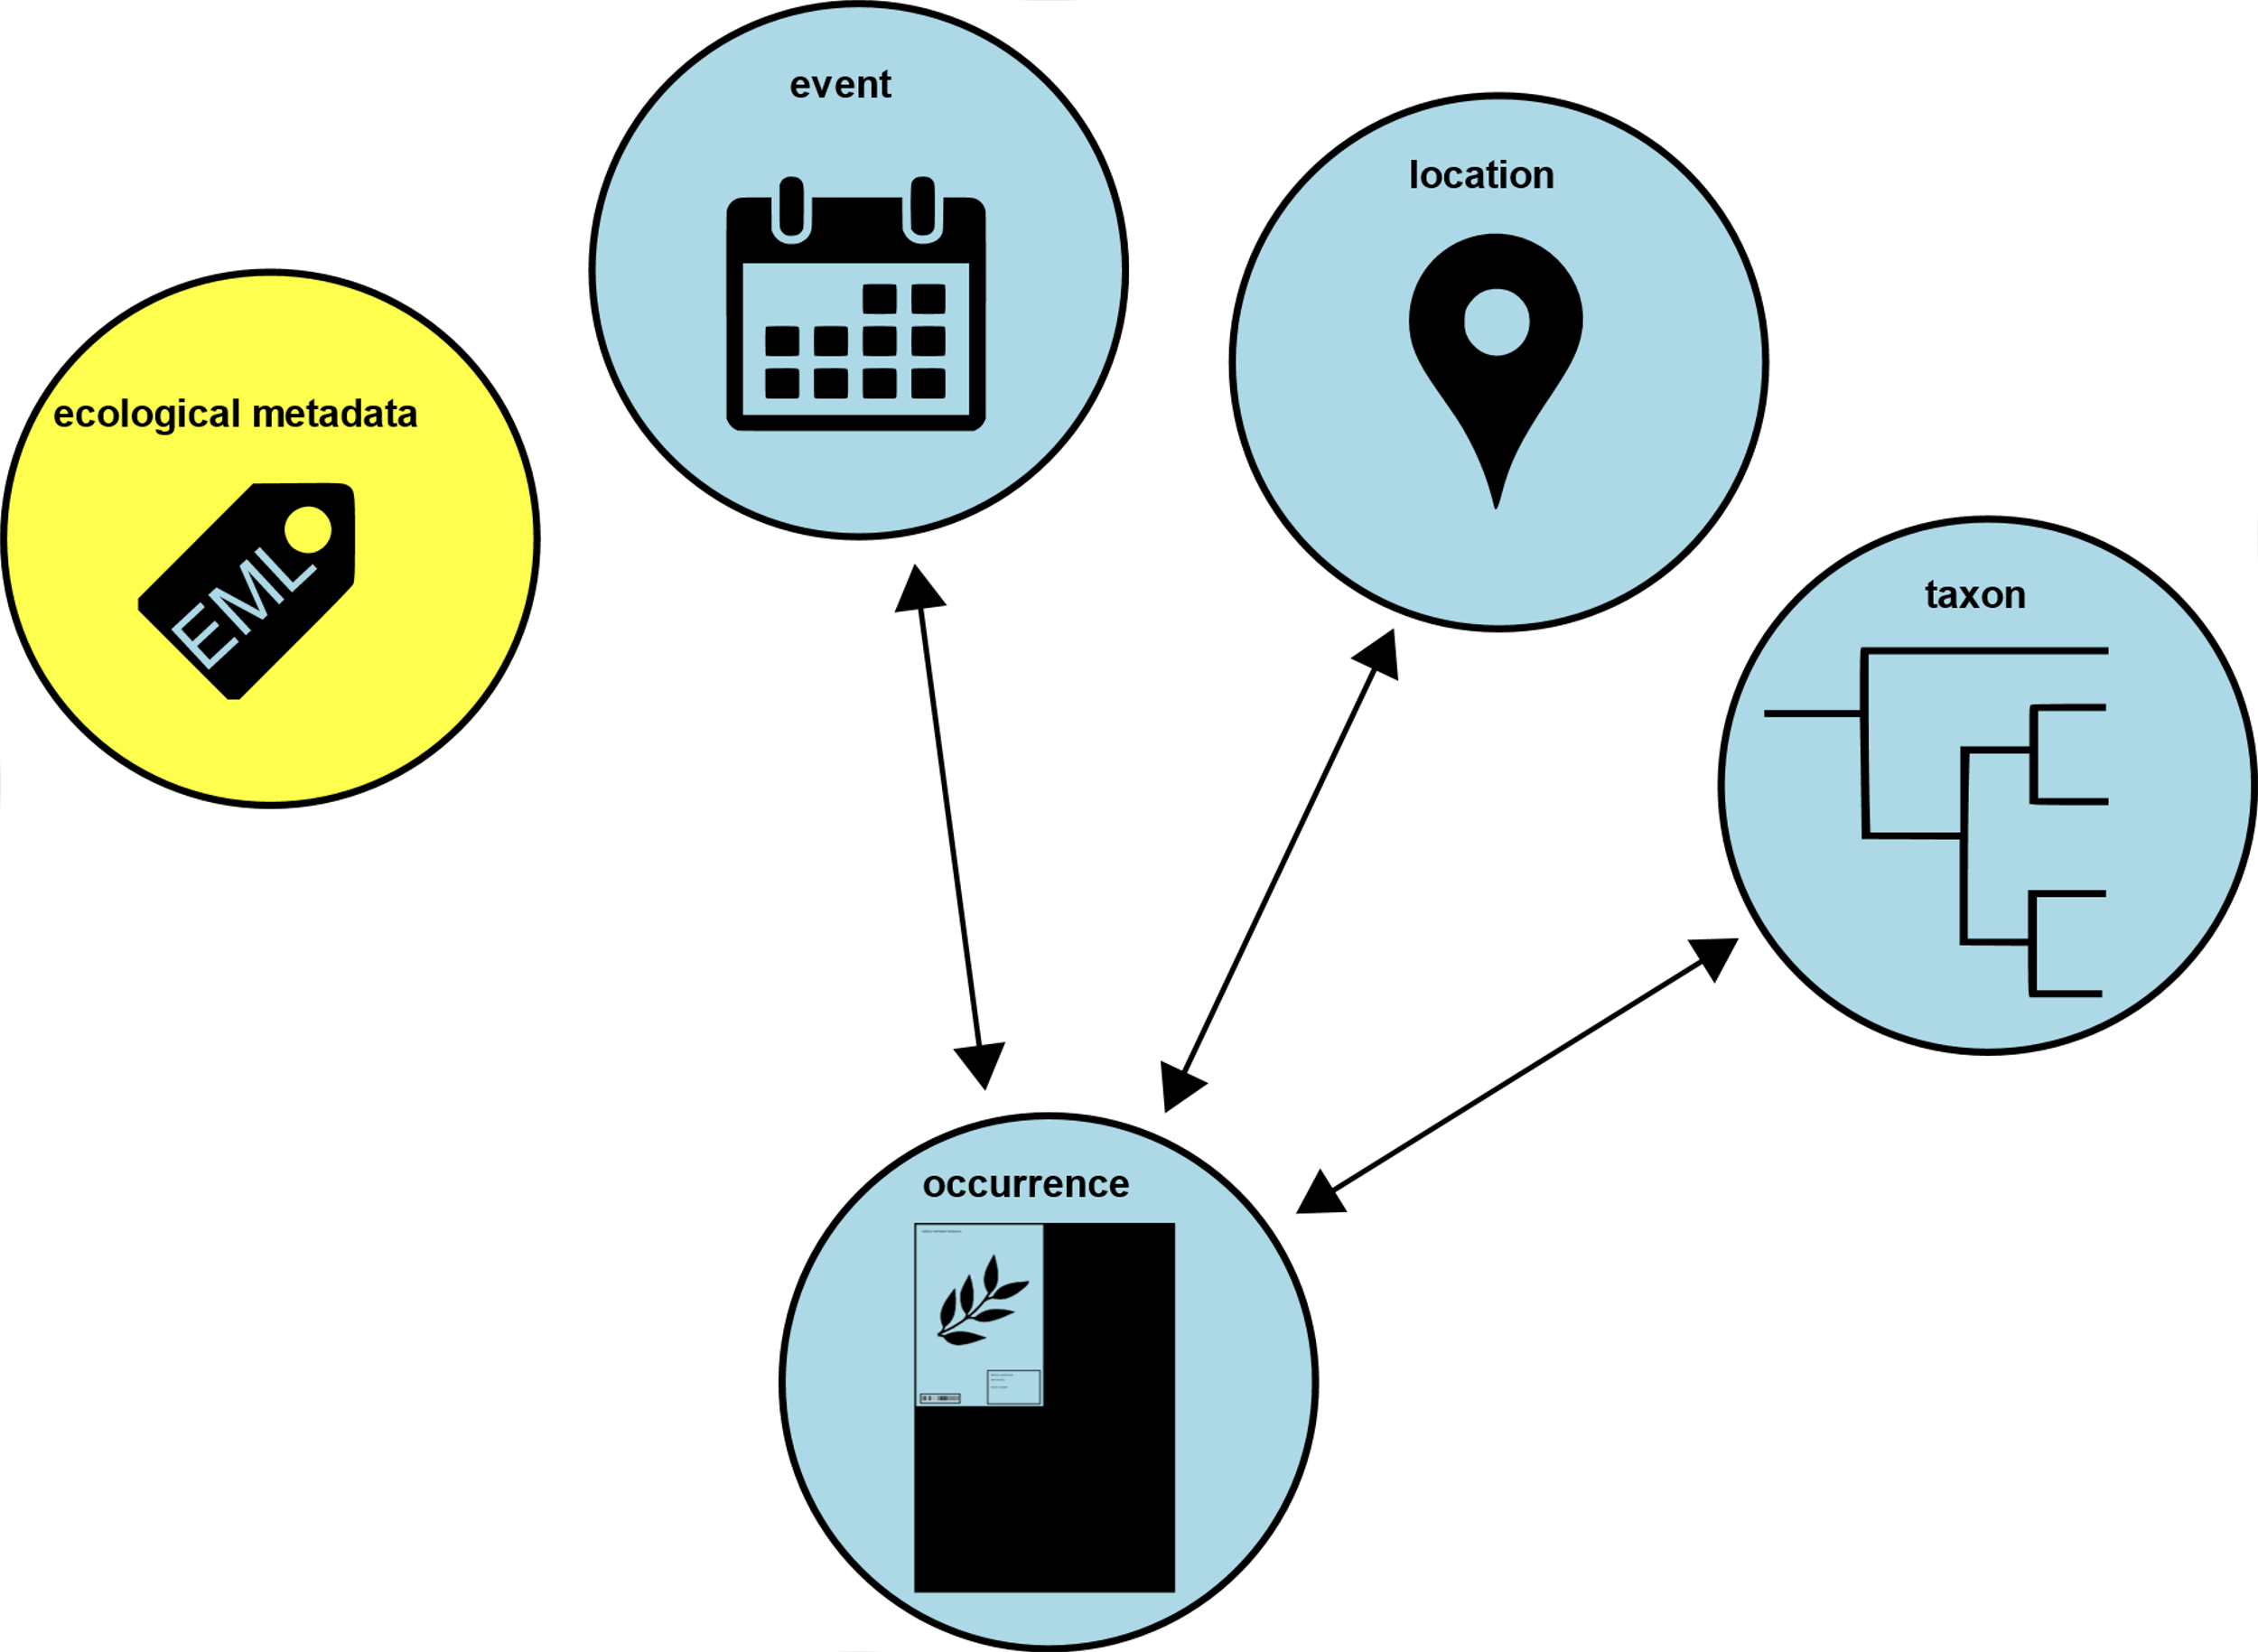 event
location
ecological metadata
EML
taxon
occurrence